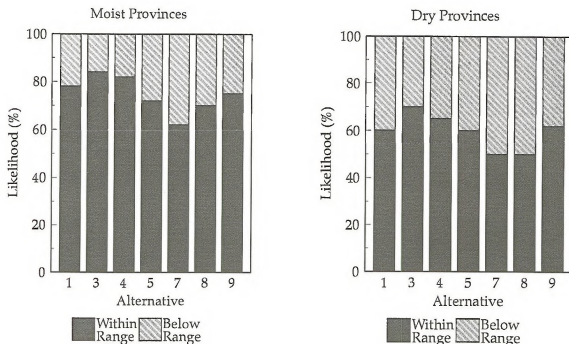 Moist Provinces
100
80
60
40
20
0
Likelihood (%)
1 3 4 5 7 8 9
Alternative
Within Range
Below Range
Dry Provinces
100
80
60
40
20
0
Likelihood (%)
1 3 4 5 7 8 9
Alternative
Within Range
Below Range